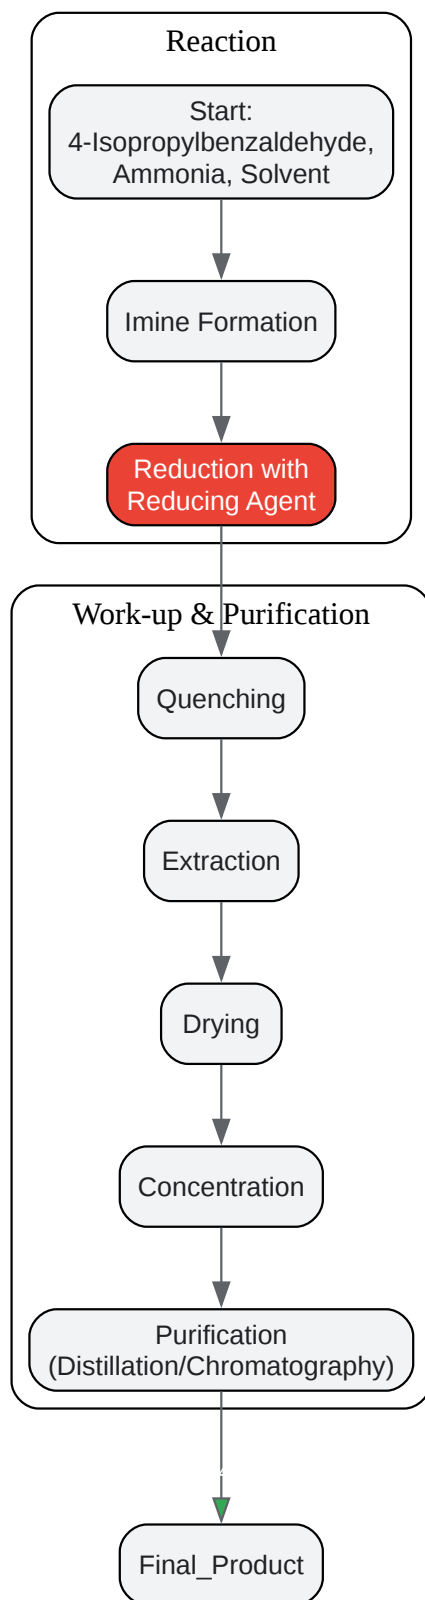 Reaction
Start:
4-Isopropylbenzaldehyde,
Ammonia, Solvent
Imine Formation
Reduction with
Reducing Agent
Work-up & Purification
Quenching
Extraction
Drying
Concentration
Purification
(Distillation/Chromatography)
Final_Product